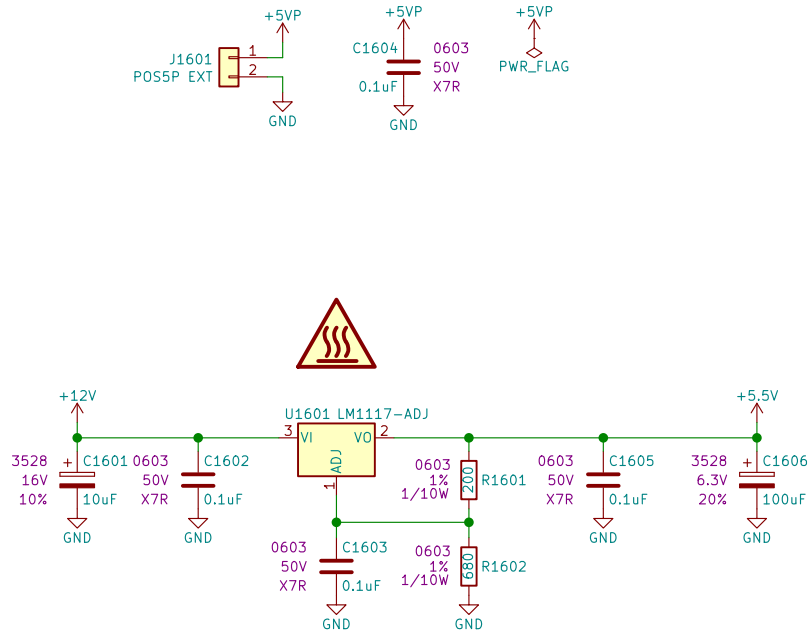 +5VP
J1601
POS5P EXT
1
2
GND
+5VP
C1604
0603
50V
0.1uF
X7R
GND
+5VP
PWR_FLAG
+12V
3528
16V
10%
C1601
10uF
GND
0603
50V
X7R
C1602
0.1uF
GND
U1601 LM1117-ADJ
3
VI
VO
2
ADJ
1
0603
50V
X7R
C1603
0.1uF
GND
0603
1%
1/10W
200
R1601
0603
1%
1/10W
680
R1602
GND
0603
50V
X7R
C1605
0.1uF
GND
+5.5V
3528
6.3V
20%
C1606
100uF
GND